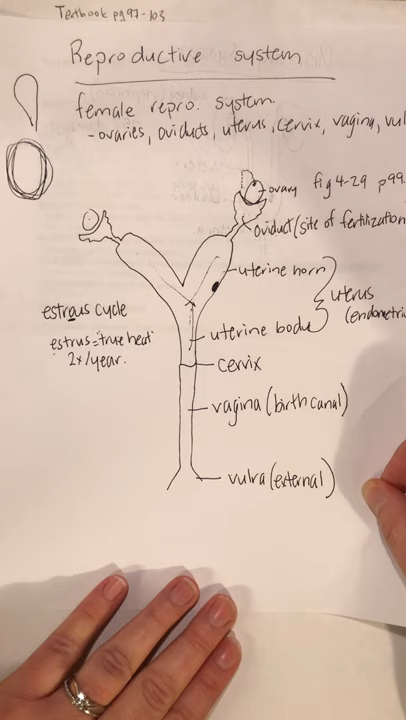 Textbook pg 97-103
Reproductive system
female repro. system
-ovaries, oviducts, uterus, cervix, vagina, vul
ovary fig 4-29 p99.
oviduct (site of fertilization
uterine horn
uterus
(endometri
estrous cycle
estrus=true heat
2x/year.
uterine body
cervix
vagina (birth canal)
vulva (external)